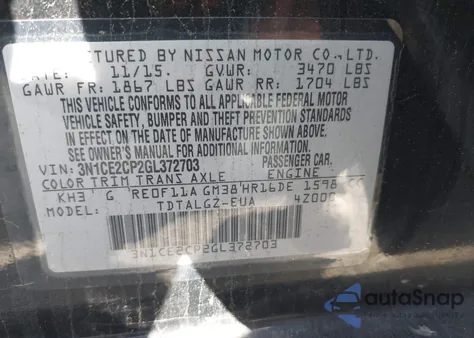 TURED BY NISSAN MOTOR CO., LTD.
DATE: 11/15. GVWR: 3470 LBS
GAWR FR: 1867 LBS GAWR RR: 1704 LBS
THIS VEHICLE CONFORMS TO ALL APPLICABLE FEDERAL MOTOR
VEHICLE SAFETY, BUMPER AND THEFT PREVENTION STANDARDS
IN EFFECT ON THE DATE OF MANUFACTURE SHOWN ABOVE.
SEE OWNER'S MANUAL FOR ADDITIONAL INFORMATION
VIN: 3N1CE2CP2GL372703 PASSENGER CAR.
COLOR TRIM TRANS AXLE ENGINE
KH3 G RE0F11A GM38 HR16DE 1598 CC
MODEL: TDTALGZ-EUA 4Z000
3N1CE2CP2GL372703
autoSnap